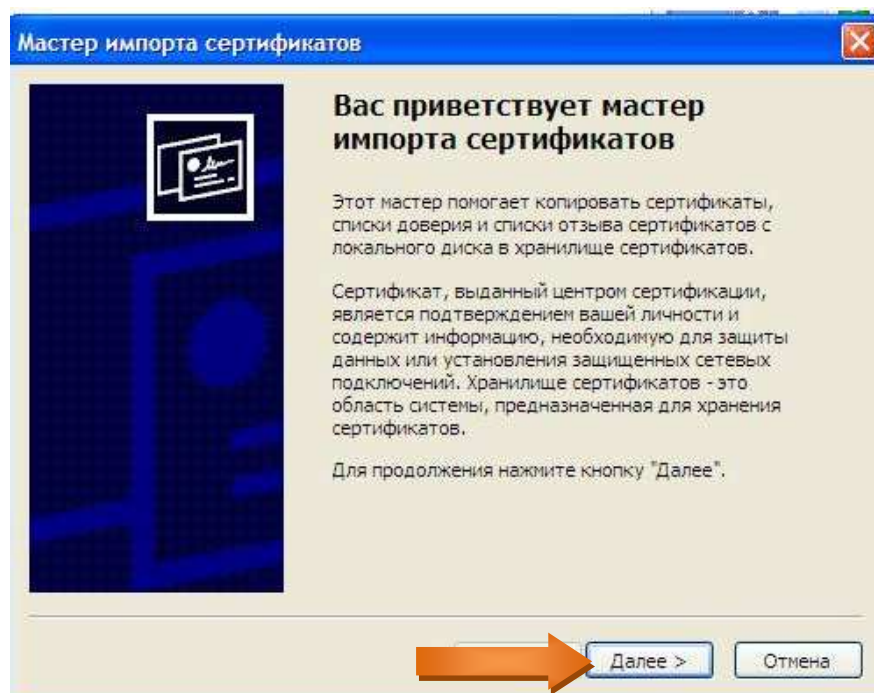 Мастер импорта сертификатов
Вас приветствует мастер
импорта сертификатов
Этот мастер помогает копировать сертификаты,
списки доверия и списки отзыва сертификатов с
локального диска в хранилище сертификатов.
Сертификат, выданный центром сертификации,
является подтверждением вашей личности и
содержит информацию, необходимую для защиты
данных или установления защищенных сетевых
подключений. Хранилище сертификатов - это
область системы, предназначенная для хранения
сертификатов.
Для продолжения нажмите кнопку "Далее".
Далее > Отмена